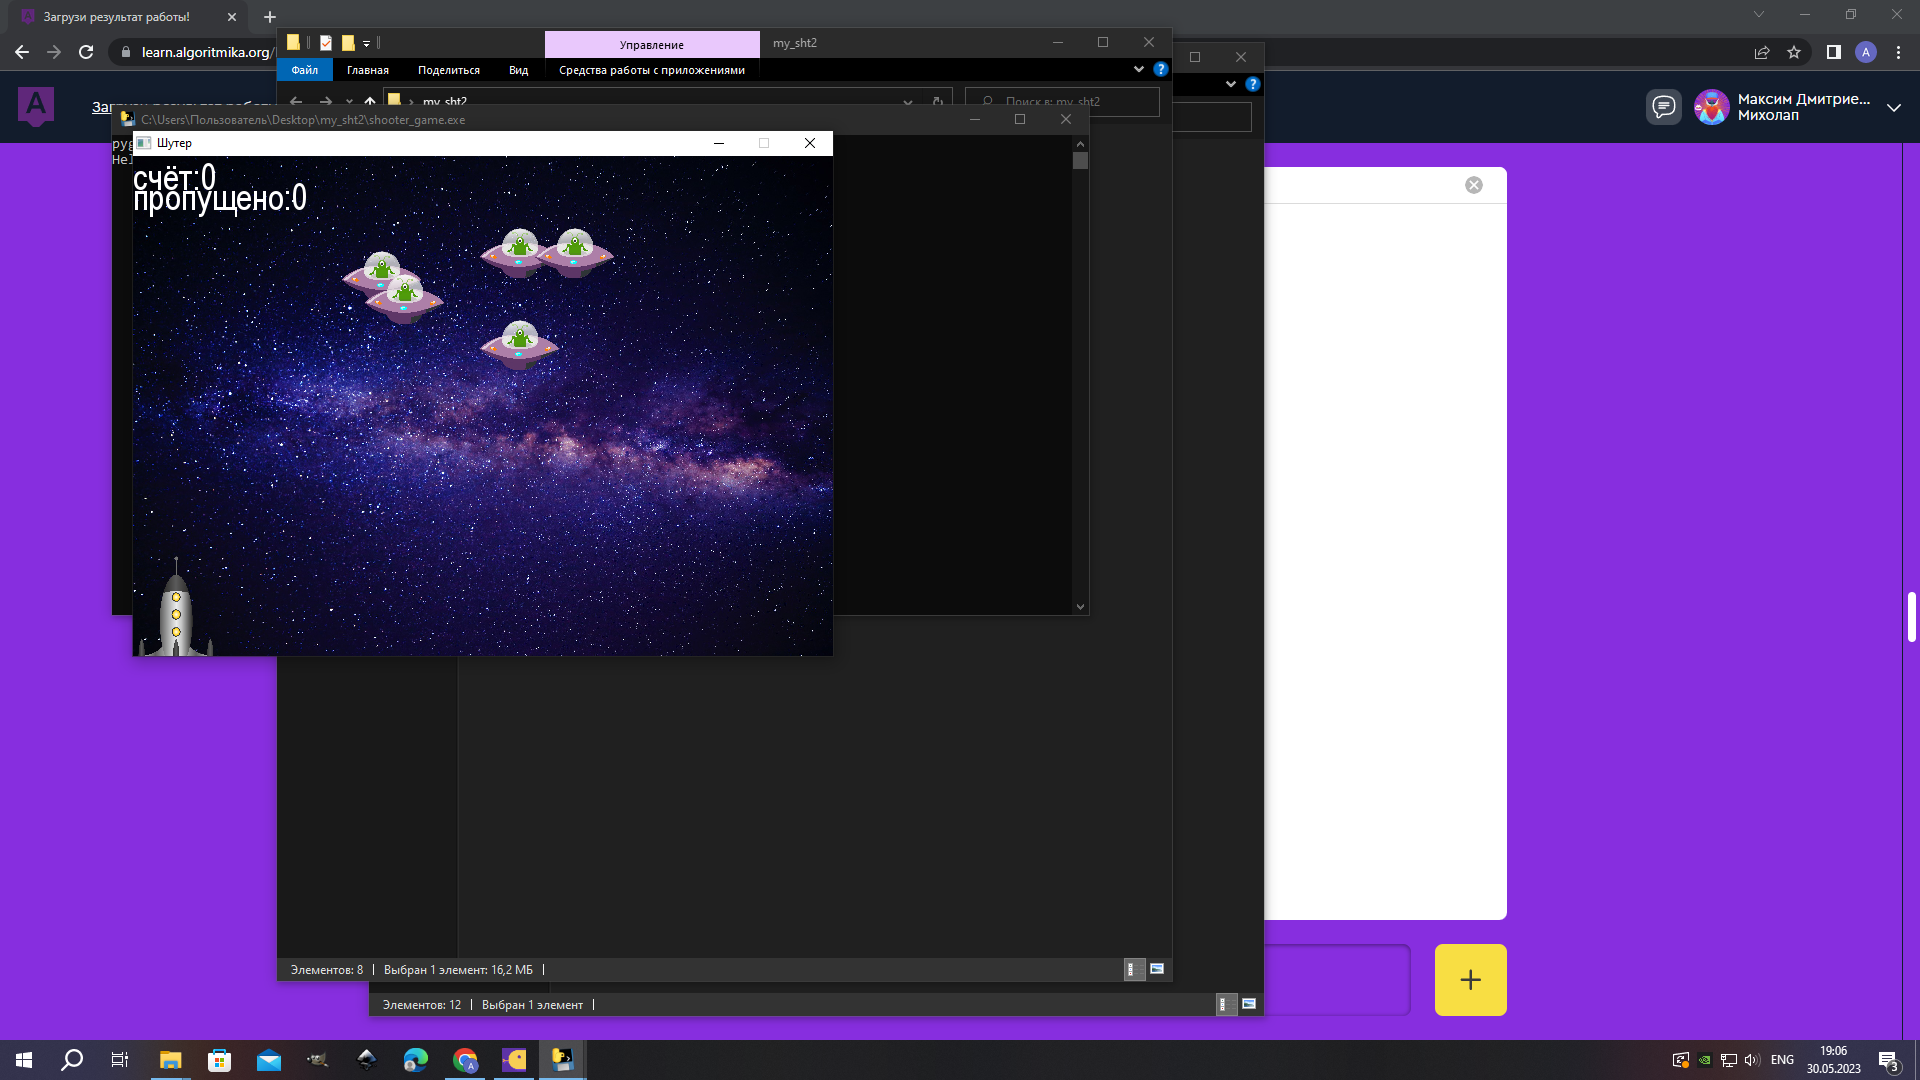 Загрузи результат работы!
learn.algoritmika.org/
Управление
my_sht2
Файл
Главная
Поделиться
Вид
Средства работы с приложениями
my_sht2
Поиск в: my_sht2
C:\Users\Пользователь\Desktop\my_sht2\shooter_game.exe
Шутер
счёт:0
пропущено:0
Максим Дмитрие...
Михолап
Элементов: 8
Выбран 1 элемент: 16,2 МБ
Элементов: 12
Выбран 1 элемент
ENG
19:06
30.05.2023
3